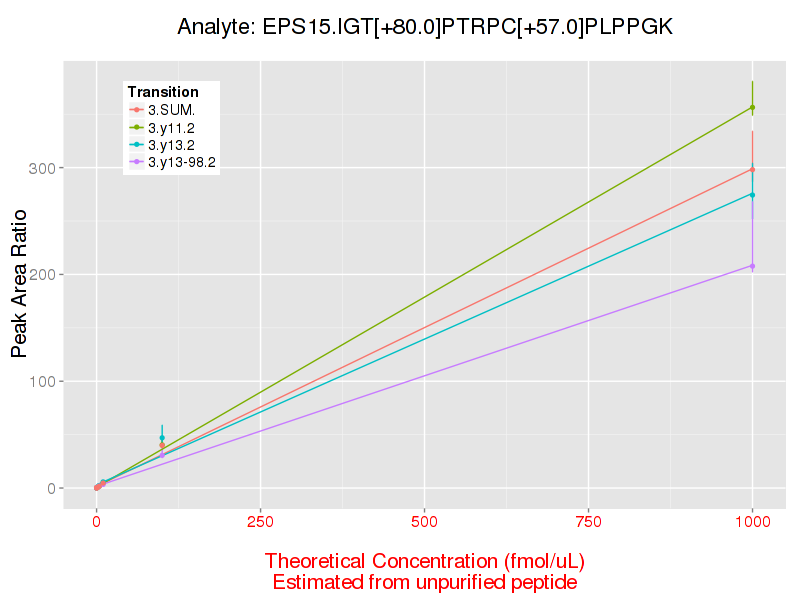 Analyte: EPS15.IGT[+80.0]PTRPC[+57.0]PLPPGK
Transition
3.SUM.
3.y11.2
3.y13.2
3.y13-98.2
Peak Area Ratio
300
200
100
0
0 250 500 750 1000
Theoretical Concentration (fmol/uL)
Estimated from unpurified peptide